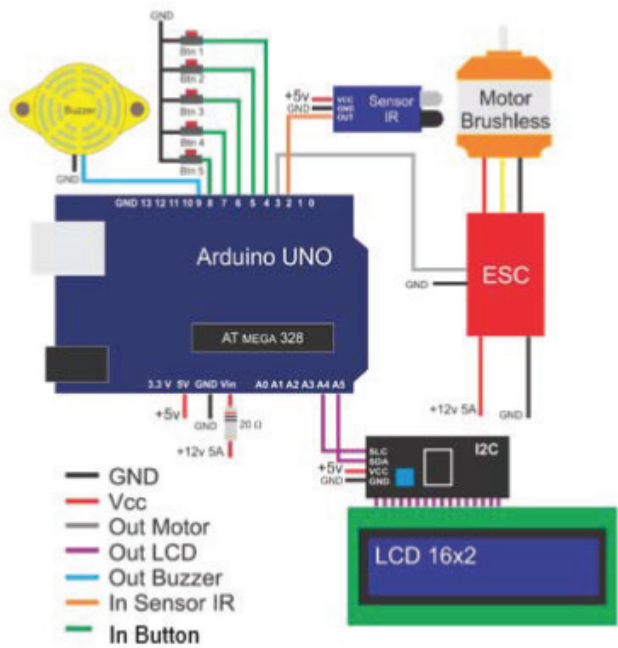 GND
Btn 1
Btn 2
Btn 3
Btn 4
Btn 5
Buzzer
GND
+5v
GND
VCC
GND
OUT
Sensor
IR
Motor
Brushless
GND 13 12 11 10 9 8 7 6 5 4 3 2 1 0
Arduino UNO
AT MEGA 328
ESC
GND
3.3 V 5V GND Vin A0 A1 A2 A3 A4 A5
+5v
GND
20 Ω
+12v 5A
+12v 5A
GND
SLC
SDA
VCC
GND
I2C
+5v
GND
LCD 16x2
GND
Vcc
Out Motor
Out LCD
Out Buzzer
In Sensor IR
In Button